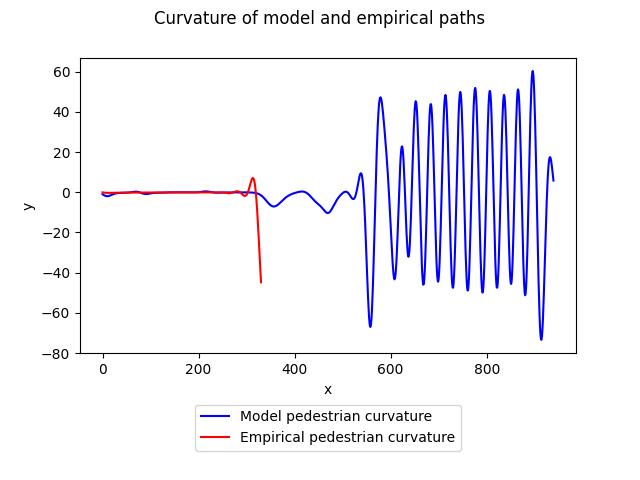 Curvature of model and empirical paths
60
40
20
0
−20
−40
−60
−80
y
0 200 400 600 800
x
Model pedestrian curvature
Empirical pedestrian curvature